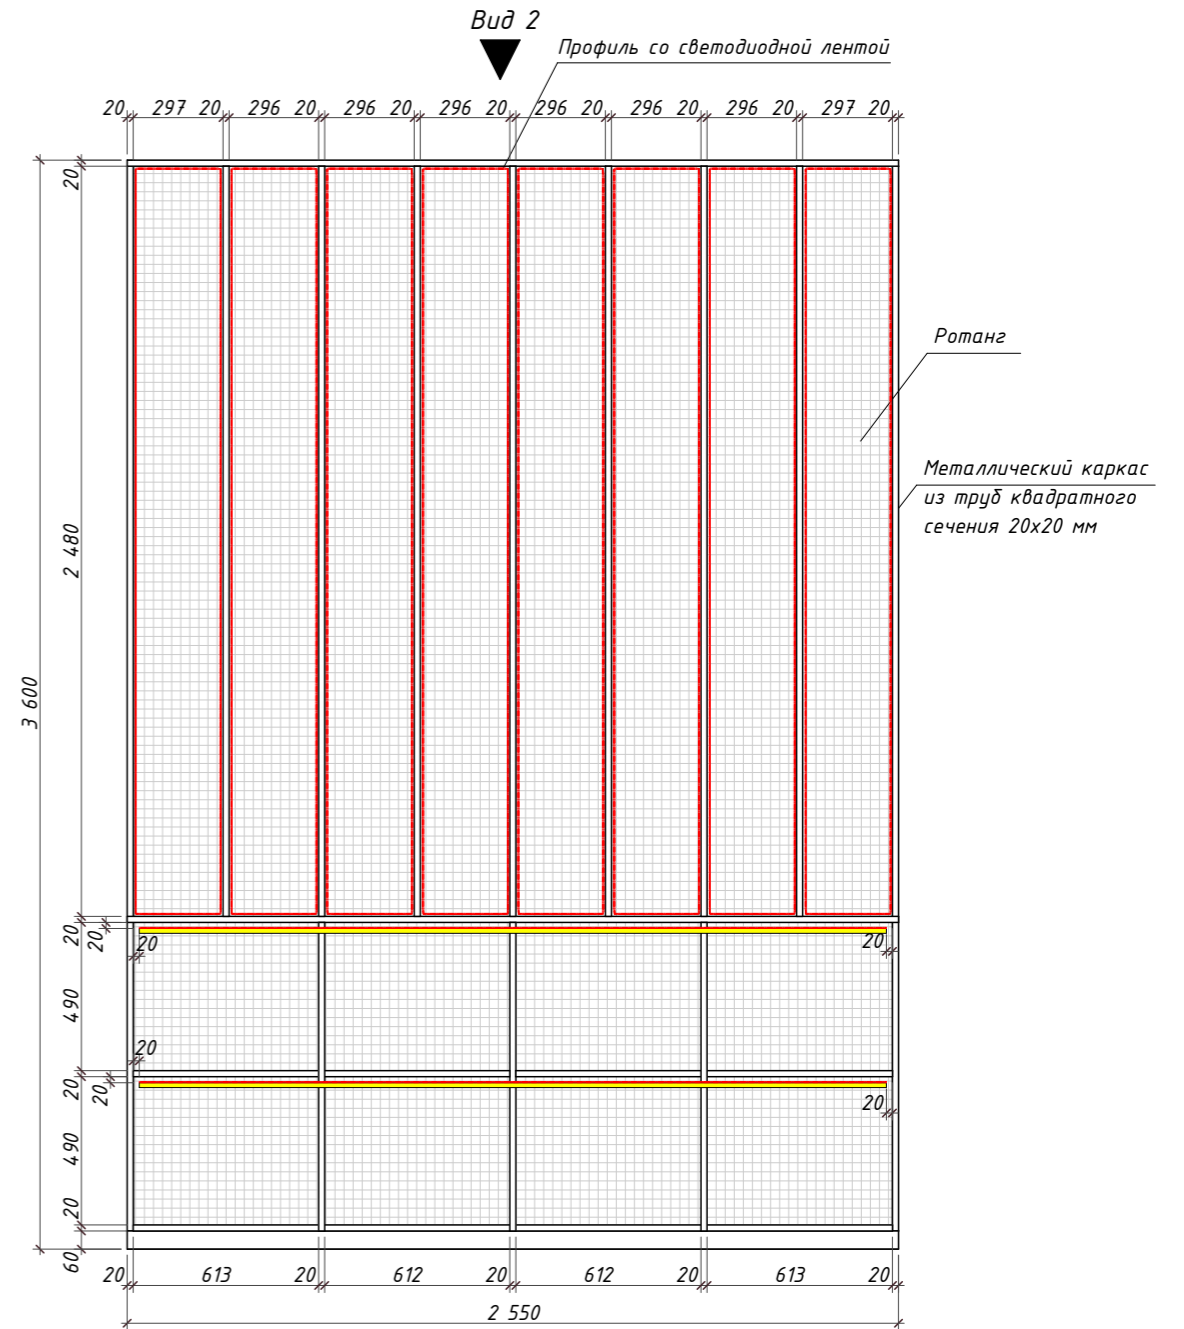 Вид 2
Профиль со светодиодной лентой
20 297 20 296 20 296 20 296 20 296 20 296 20 296 20 297 20
20
Ротанг
Металлический каркас
из труб квадратного
сечения 20х20 мм
2 480
3 600
20
20
20
20
490
20
20
20
20
490
20
60
20 613 20 612 20 612 20 613 20
2 550